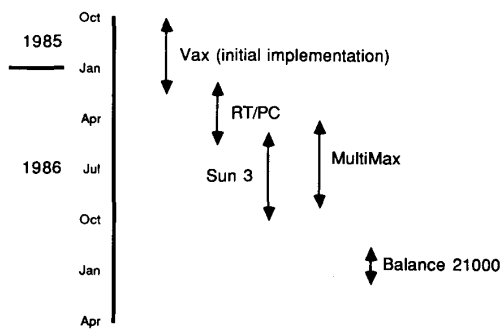 Oct
1985
Vax (initial implementation)
Jan
Apr
RT/PC
MultiMax
1986
Jul
Sun 3
Oct
Jan
Balance 21000
Apr